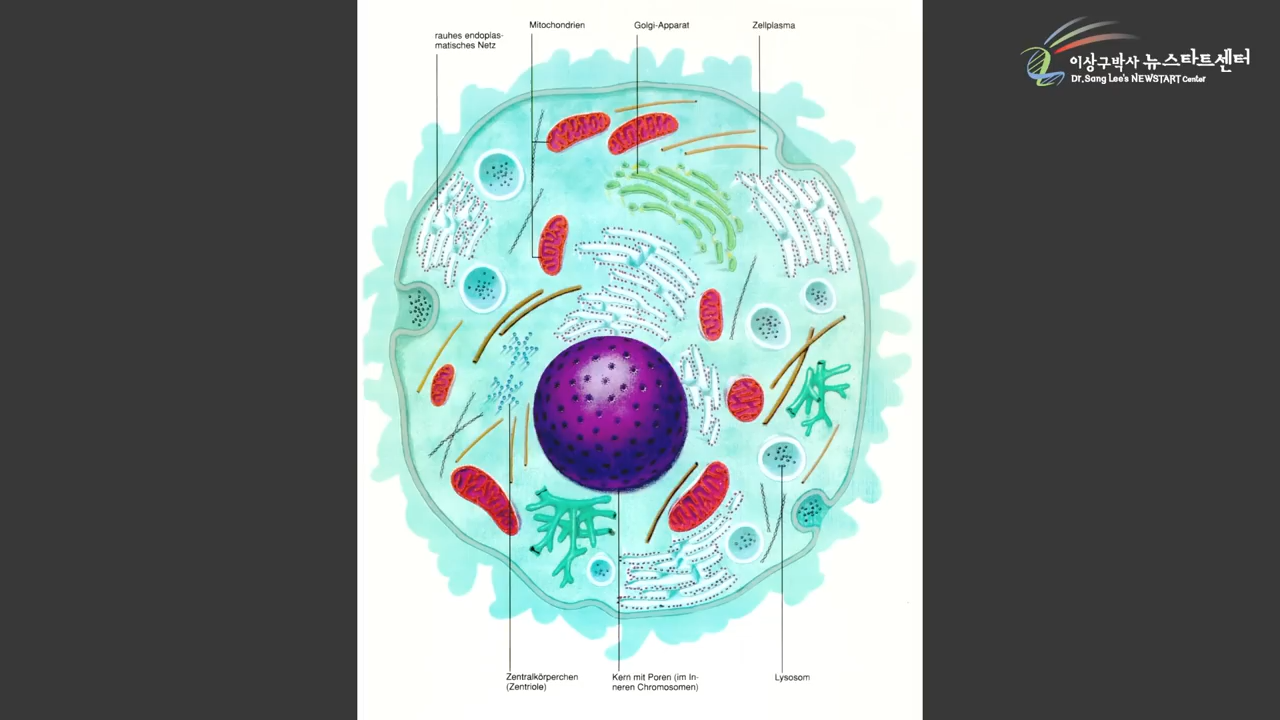 Mitochondrien
Golgi-Apparat
Zellplasma
rauhes endoplas-
matisches Netz
이상구박사 뉴스타트센터
Dr. Sang Lee's NEWSTART Center
Zentralkörperchen
(Zentriole)
Kern mit Poren (im In-
neren Chromosomen)
Lysosom